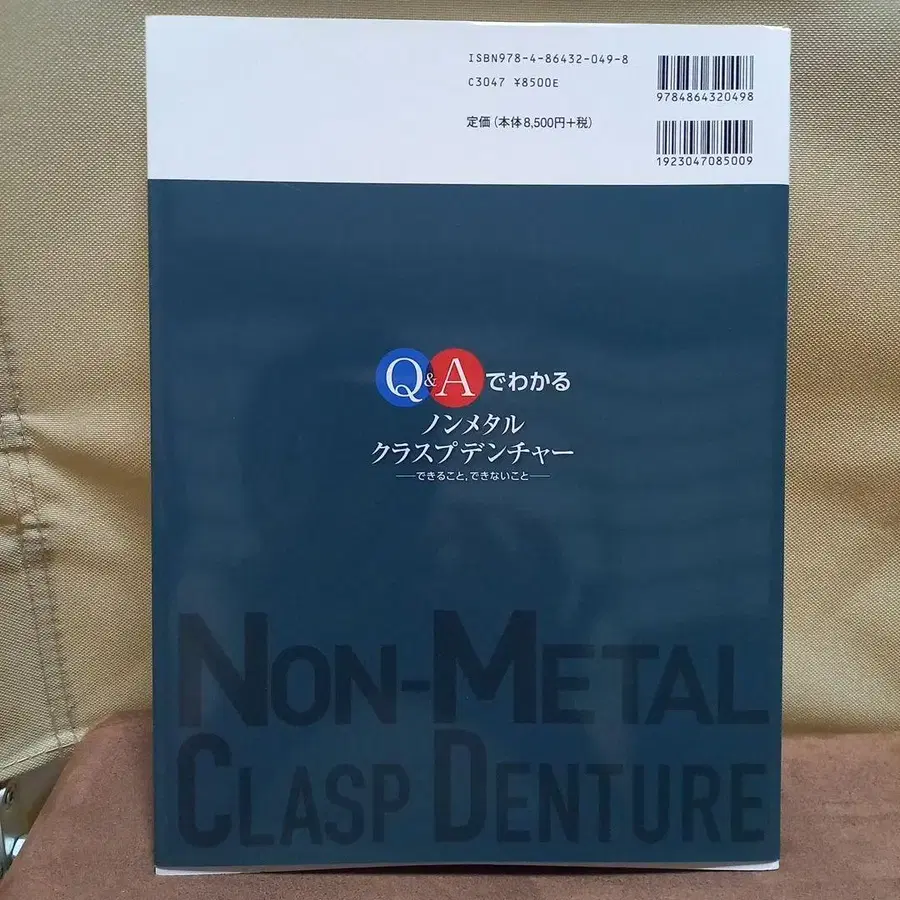 ISBN978-4-86432-049-8
C3047 ¥8500E
定価(本体8,500円+税)
9784864320498
1923047085009
Q&Aでわかる
ノンメタル
クラスプデンチャー
—できること,できないこと—
NON-METAL
CLASP DENTURE